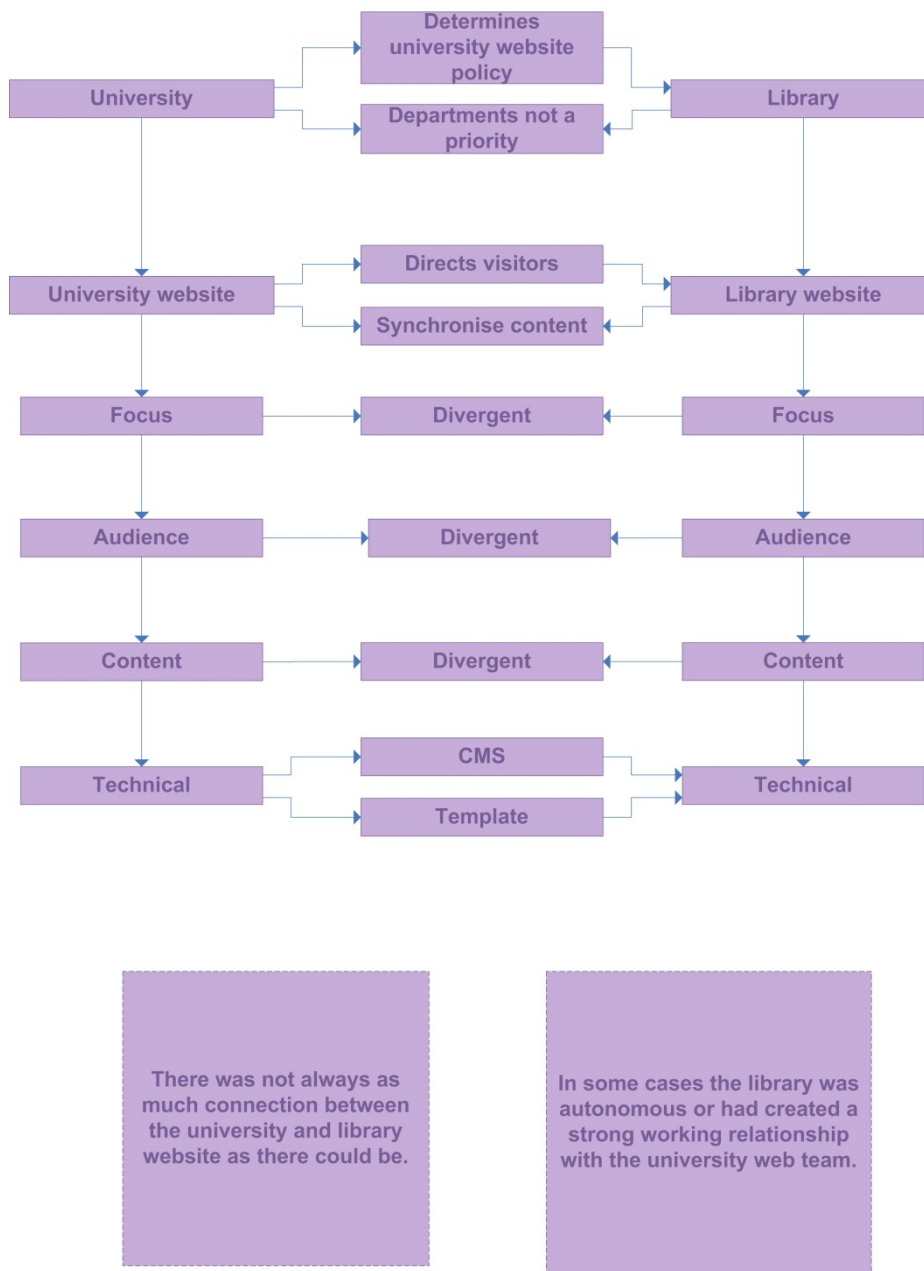 Determines
university website
policy
University
Library
Departments not a
priority
Directs visitors
University website
Library website
Synchronise content
Focus
Divergent
Focus
Audience
Divergent
Audience
Content
Divergent
Content
CMS
Technical
Technical
Template
There was not always as
much connection between
the university and library
website as there could be.
In some cases the library was
autonomous or had created a
strong working relationship
with the university web team.